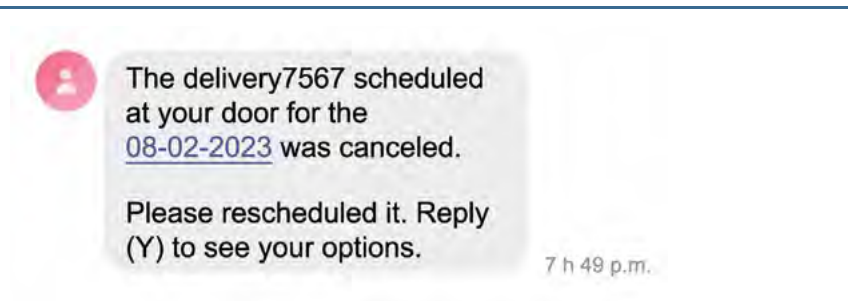 The delivery7567 scheduled
at your door for the
08-02-2023 was canceled.
Please rescheduled it. Reply
(Y) to see your options.
7 h 49 p.m.